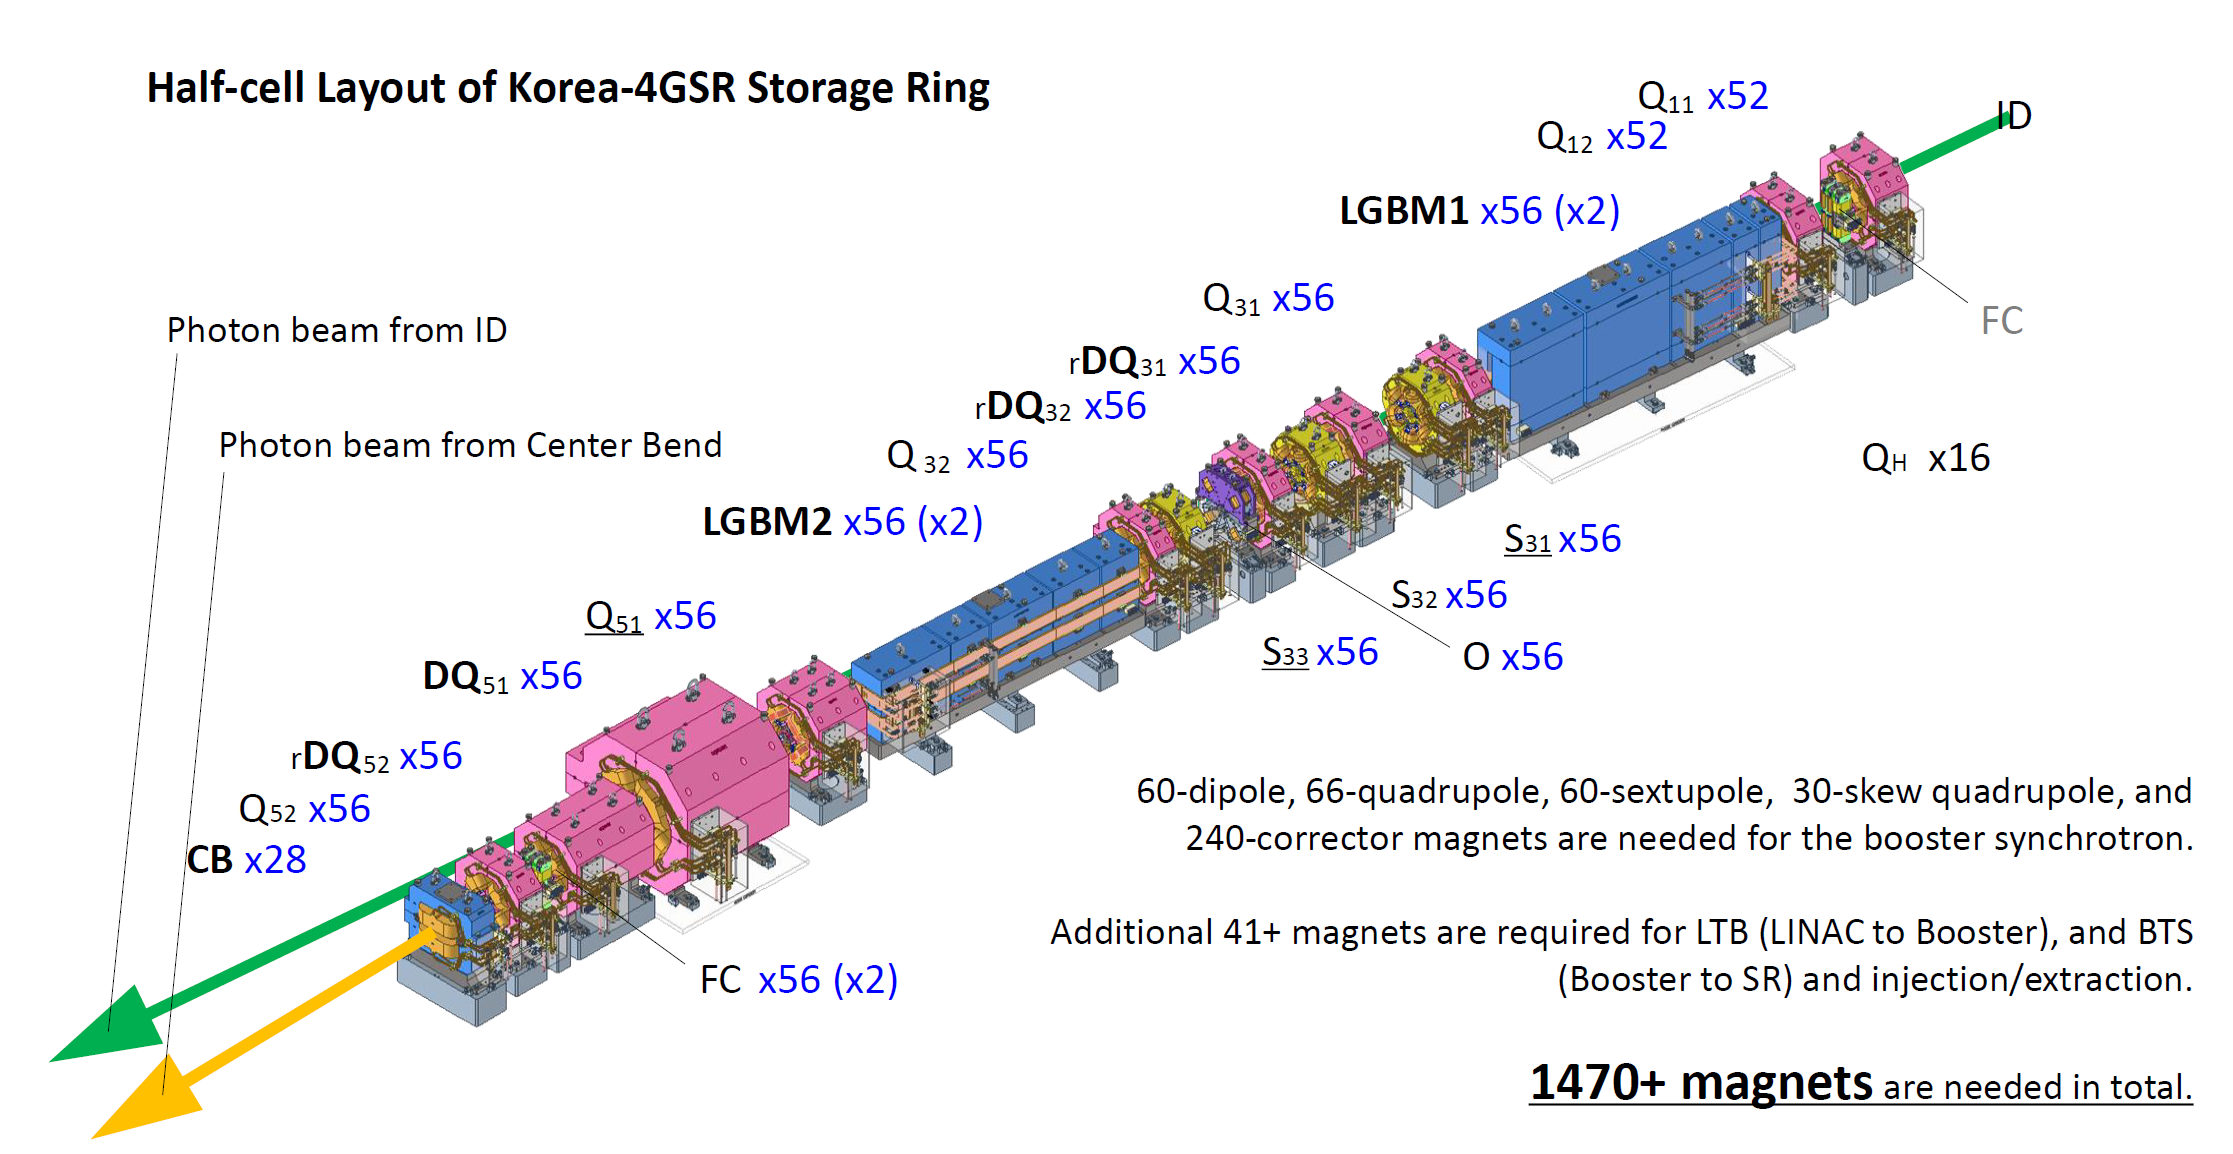 Half-cell Layout of Korea-4GSR Storage Ring
Q11 x52
ID
Q12 x52
LGBM1 x56 (x2)
Q31 x56
FC
Photon beam from ID
rDQ31 x56
rDQ32 x56
Photon beam from Center Bend
Q 32 x56
QH x16
LGBM2 x56 (x2)
S31 x56
S32 x56
Q51 x56
S33 x56
O x56
DQ51 x56
rDQ52 x56
Q52 x56
CB x28
FC x56 (x2)
60-dipole, 66-quadrupole, 60-sextupole, 30-skew quadrupole, and
240-corrector magnets are needed for the booster synchrotron.
Additional 41+ magnets are required for LTB (LINAC to Booster), and BTS
(Booster to SR) and injection/extraction.
1470+ magnets are needed in total.